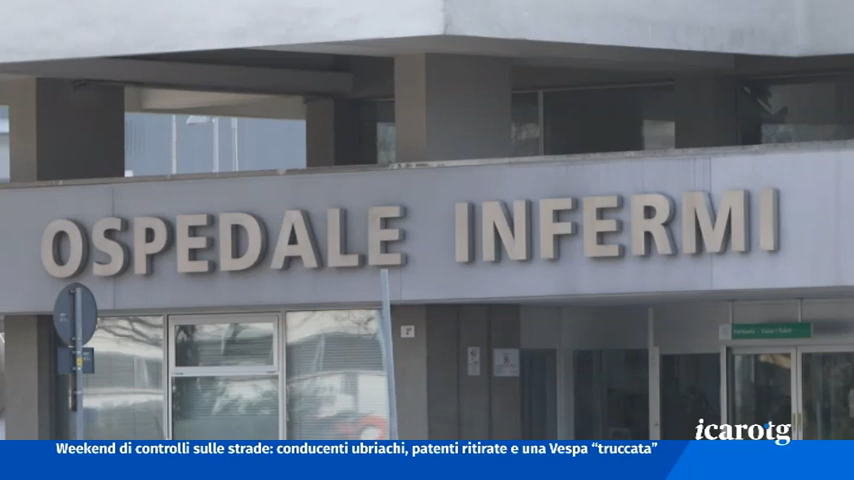 OSPEDALE INFERMI
icarotg
Weekend di controlli sulle strade: conducenti ubriachi, patenti ritirate e una Vespa “truccata”